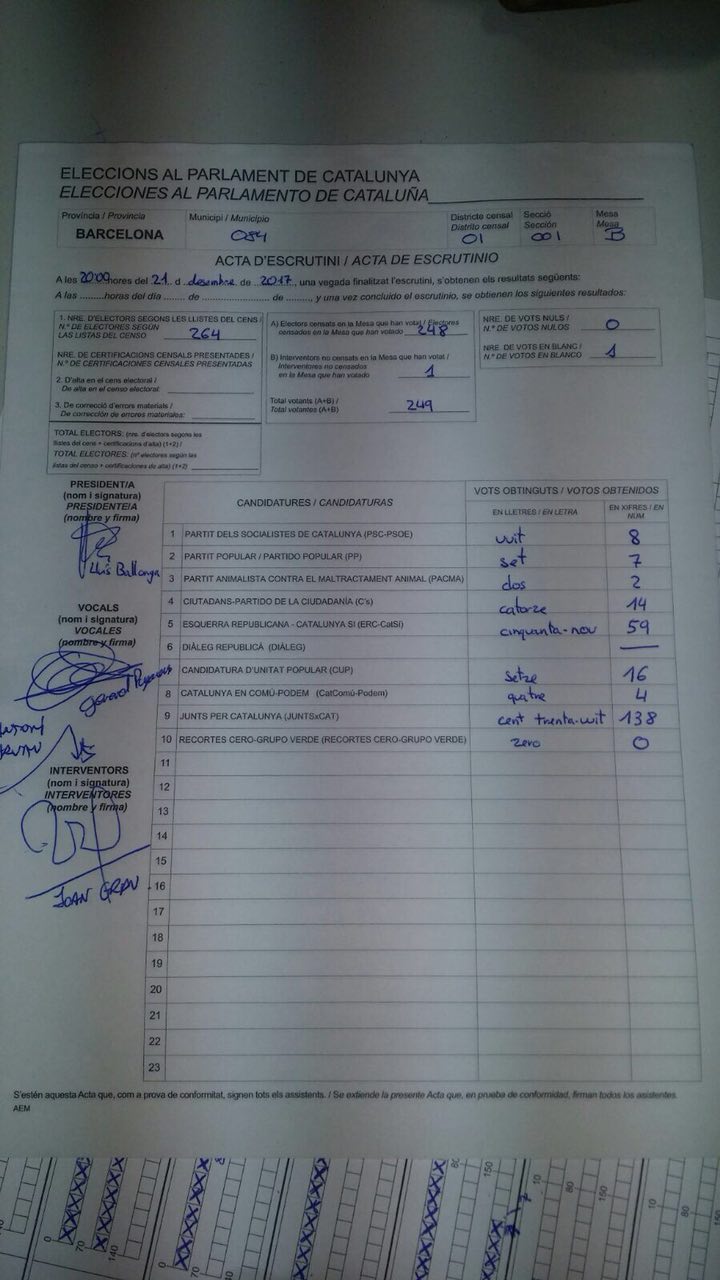 ELECCIONS AL PARLAMENT DE CATALUNYA
ELECCIONES AL PARLAMENTO DE CATALUÑA
Província / Provincia Municipi / Municipio Districte censal Secció Mesa
Distrito censal Sección Mesa
BARCELONA 084 01 001 B
ACTA D'ESCRUTINI / ACTA DE ESCRUTINIO
A les 20:00 hores del 21 d desembre de 2017, una vegada finalitzat l'escrutini, s'obtenen els resultats següents:
A las .........horas del día ....... de .................... de ........, y una vez concluido el escrutinio, se obtienen los siguientes resultados:
1. NRE. D'ELECTORS SEGONS LES LLISTES DEL CENS /
N.º DE ELECTORES SEGÚN
LAS LISTAS DEL CENSO 264
NRE. DE CERTIFICACIONS CENSALS PRESENTADES /
N.º DE CERTIFICACIONES CENSALES PRESENTADAS
2. D'alta en el cens electoral /
De alta en el censo electoral:
3. De correcció d'errors materials /
De corrección de errores materiales:
TOTAL ELECTORS: (nre. d'electors segons les
llistes del cens + certificacions d'alta) (1+2) /
TOTAL ELECTORES: (nº electores según las
listas del censo + certificaciones de alta) (1+2)
A) Electors censats en la Mesa que han votat / Electores
censados en la Mesa que han votado 248
B) Interventors no censats en la Mesa que han votat /
Interventores no censados
en la Mesa que han votado 1
Total votants (A+B) /
Total votantes (A+B) 249
NRE. DE VOTS NULS /
N.º DE VOTOS NULOS 0
NRE. DE VOTS EN BLANC /
N.º DE VOTOS EN BLANCO 1
PRESIDENT/A
(nom i signatura)
PRESIDENTE/A
(nombre y firma)
Lluís Ballonga
VOCALS
(nom i signatura)
VOCALES
(nombre y firma)
Gerard
INTERVENTORS
(nom i signatura)
INTERVENTORES
(nombre y firma)
JOAN GRAU
CANDIDATURES / CANDIDATURAS VOTS OBTINGUTS / VOTOS OBTENIDOS
EN LLETRES / EN LETRA EN XIFRES / EN NUM
1 PARTIT DELS SOCIALISTES DE CATALUNYA (PSC-PSOE) vuit 8
2 PARTIT POPULAR / PARTIDO POPULAR (PP) set 7
3 PARTIT ANIMALISTA CONTRA EL MALTRACTAMENT ANIMAL (PACMA) dos 2
4 CIUTADANS-PARTIDO DE LA CIUDADANÍA (C's) catorze 14
5 ESQUERRA REPUBLICANA - CATALUNYA SI (ERC-CatSI) cinquanta-nou 59
6 DIÀLEG REPUBLICÀ (DIÀLEG) —
CANDIDATURA D'UNITAT POPULAR (CUP) setze 16
8 CATALUNYA EN COMÚ-PODEM (CatComú-Podem) quatre 4
9 JUNTS PER CATALUNYA (JUNTSxCAT) cent trenta-vuit 138
10 RECORTES CERO-GRUPO VERDE (RECORTES CERO-GRUPO VERDE) zero 0
11
12
13
14
15
16
17
18
19
20
21
22
23
S'estén aquesta Acta que, com a prova de conformitat, signen tots els assistents. / Se extiende la presente Acta que, en prueba de conformidad, firman todos los asistentes.
AEM